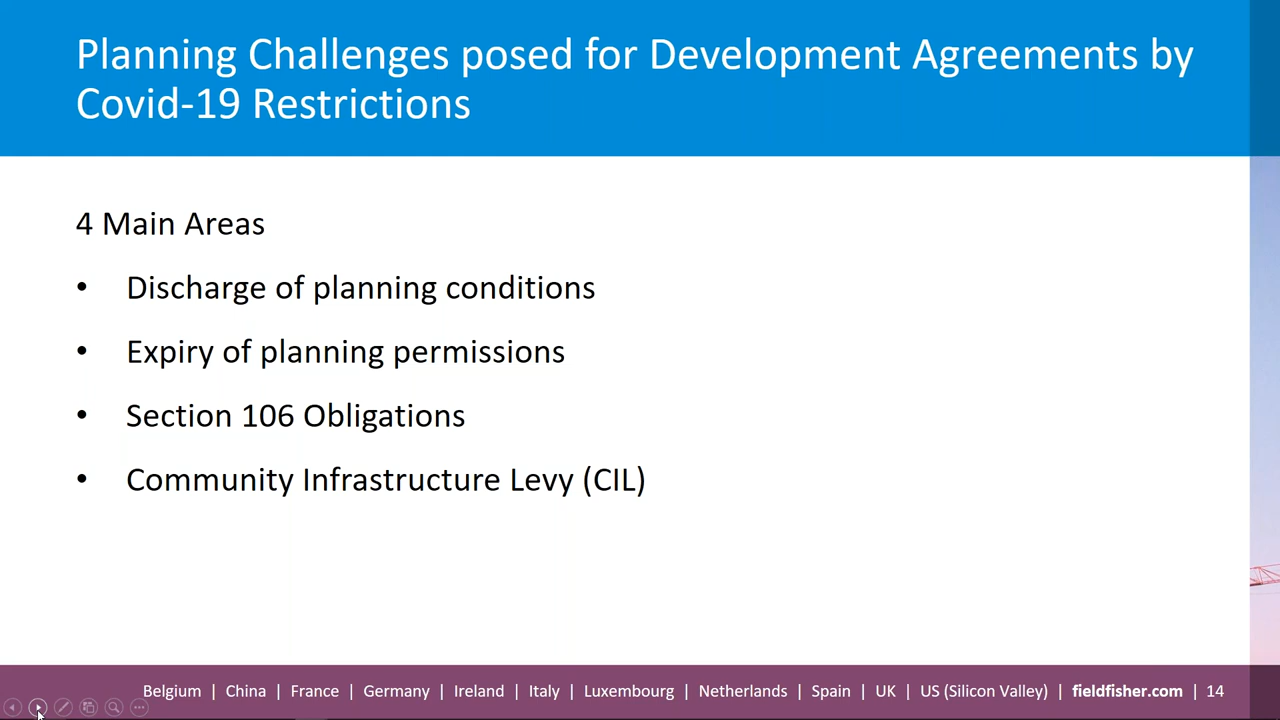 Planning Challenges posed for Development Agreements by
Covid-19 Restrictions
4 Main Areas
• Discharge of planning conditions
• Expiry of planning permissions
• Section 106 Obligations
• Community Infrastructure Levy (CIL)
Belgium | China | France | Germany | Ireland | Italy | Luxembourg | Netherlands | Spain | UK | US (Silicon Valley) | fieldfisher.com | 14